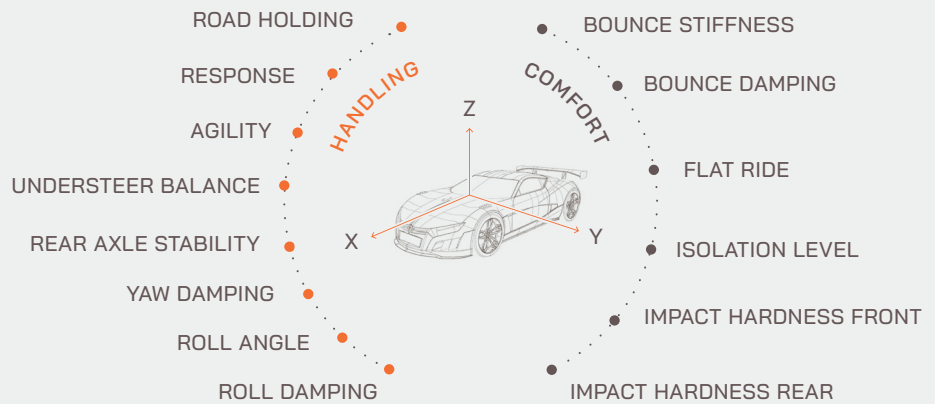 ROAD HOLDING
RESPONSE
AGILITY
UNDERSTEER BALANCE
REAR AXLE STABILITY
YAW DAMPING
ROLL ANGLE
ROLL DAMPING
HANDLING
Z
X
Y
COMFORT
BOUNCE STIFFNESS
BOUNCE DAMPING
FLAT RIDE
ISOLATION LEVEL
IMPACT HARDNESS FRONT
IMPACT HARDNESS REAR